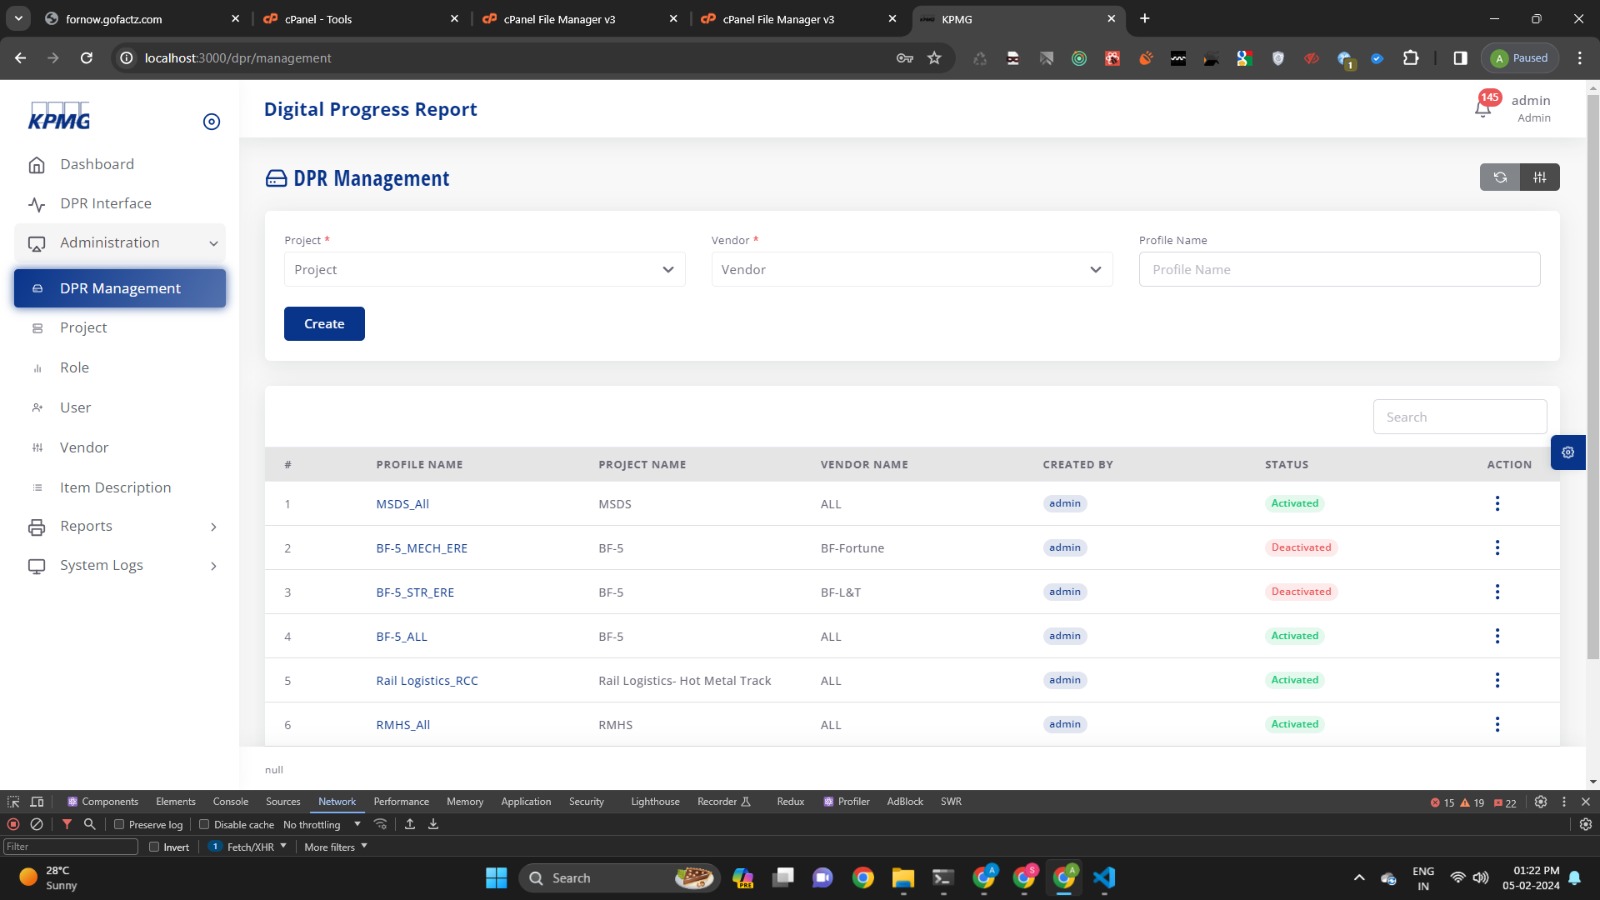 fornow.gofactz.com
cPanel - Tools
cPanel File Manager v3
cPanel File Manager v3
KPMG
localhost:3000/dpr/management
1
A Paused
KPMG
Digital Progress Report
145
admin
Admin
Dashboard
DPR Interface
Administration
DPR Management
Project
Role
User
Vendor
Item Description
Reports
System Logs
DPR Management
Project * Vendor * Profile Name
Project Vendor Profile Name
Create
Search
# PROFILE NAME PROJECT NAME VENDOR NAME CREATED BY STATUS ACTION
1 MSDS_All MSDS ALL admin Activated
2 BF-5_MECH_ERE BF-5 BF-Fortune admin Deactivated
3 BF-5_STR_ERE BF-5 BF-L&T admin Deactivated
4 BF-5_ALL BF-5 ALL admin Activated
5 Rail Logistics_RCC Rail Logistics- Hot Metal Track ALL admin Activated
6 RMHS_All RMHS ALL admin Activated
null
Components Elements Console Sources Network Performance Memory Application Security Lighthouse Recorder Redux Profiler AdBlock SWR 15 19 22
Preserve log Disable cache No throttling
Filter Invert 1 Fetch/XHR More filters
28°C
Sunny
Search
PRE
A
S
A
ENG
IN
01:22 PM
05-02-2024